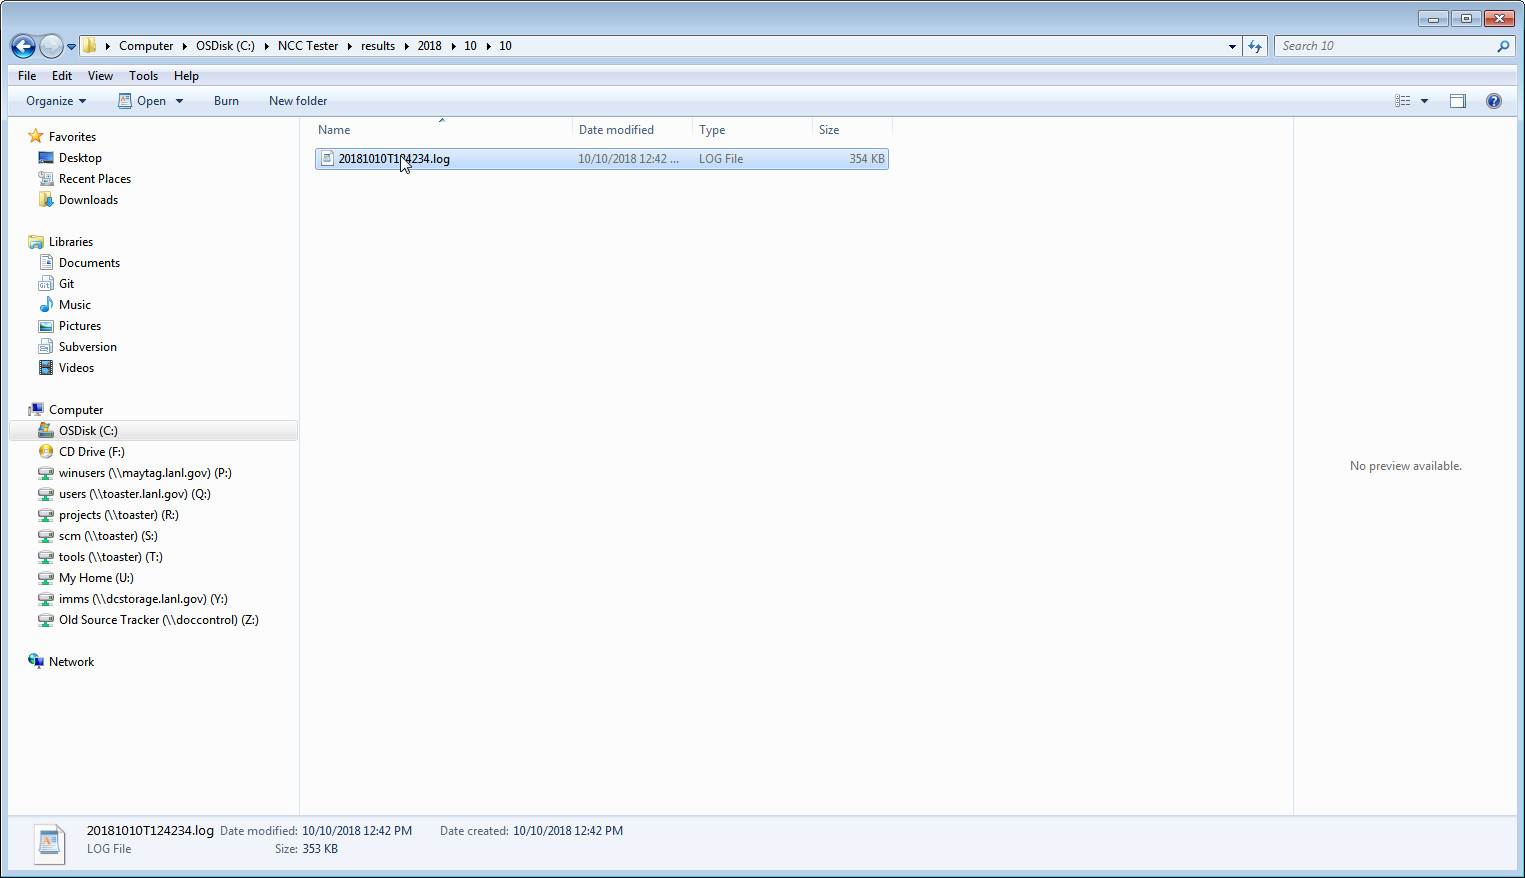 Computer OSDisk (C:) NCC Tester results 2018 10 10
Search 10
File Edit View Tools Help
Organize Open Burn New folder
Name Date modified Type Size
20181010T124234.log 10/10/2018 12:42 ... LOG File 354 KB
Favorites
Desktop
Recent Places
Downloads
Libraries
Documents
Git
Music
Pictures
Subversion
Videos
Computer
OSDisk (C:)
CD Drive (F:)
winusers (\\maytag.lanl.gov) (P:)
users (\\toaster.lanl.gov) (Q:)
projects (\\toaster) (R:)
scm (\\toaster) (S:)
tools (\\toaster) (T:)
My Home (U:)
imms (\\dcstorage.lanl.gov) (Y:)
Old Source Tracker (\\doccontrol) (Z:)
Network
No preview available.
20181010T124234.log Date modified: 10/10/2018 12:42 PM Date created: 10/10/2018 12:42 PM
LOG File Size: 353 KB